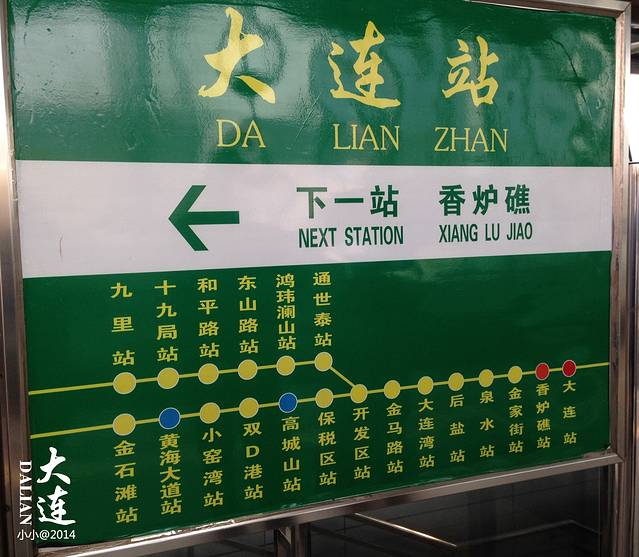 大连站
DA LIAN ZHAN
下一站 香炉礁
NEXT STATION XIANG LU JIAO
九里站
十九局站
和平路站
东山路站
鸿玮澜山站
通世泰站
金石滩站
黄海大道站
小窑湾站
双D港站
高城山站
保税区站
开发区站
金马路站
大连湾站
后盐站
泉水站
金家街站
香炉礁站
大连站
大连
DALIAN
小小@2014